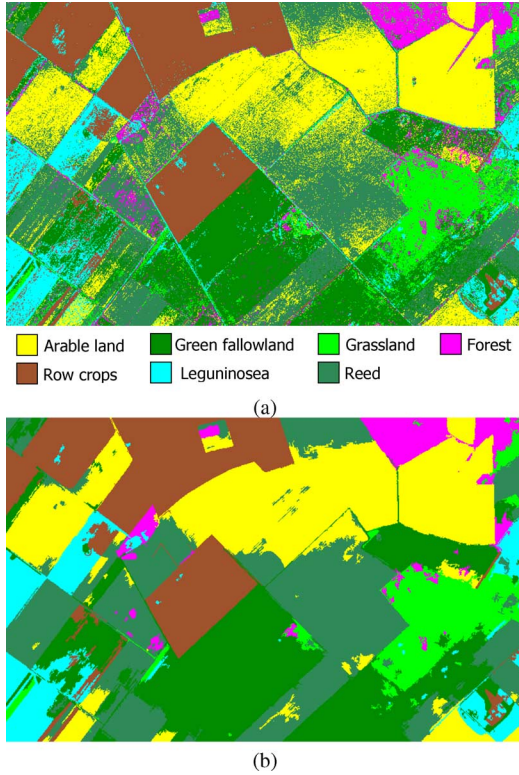 Arable land Green fallowland Grassland Forest
Row crops Leguninosea Reed
(a)
(b)